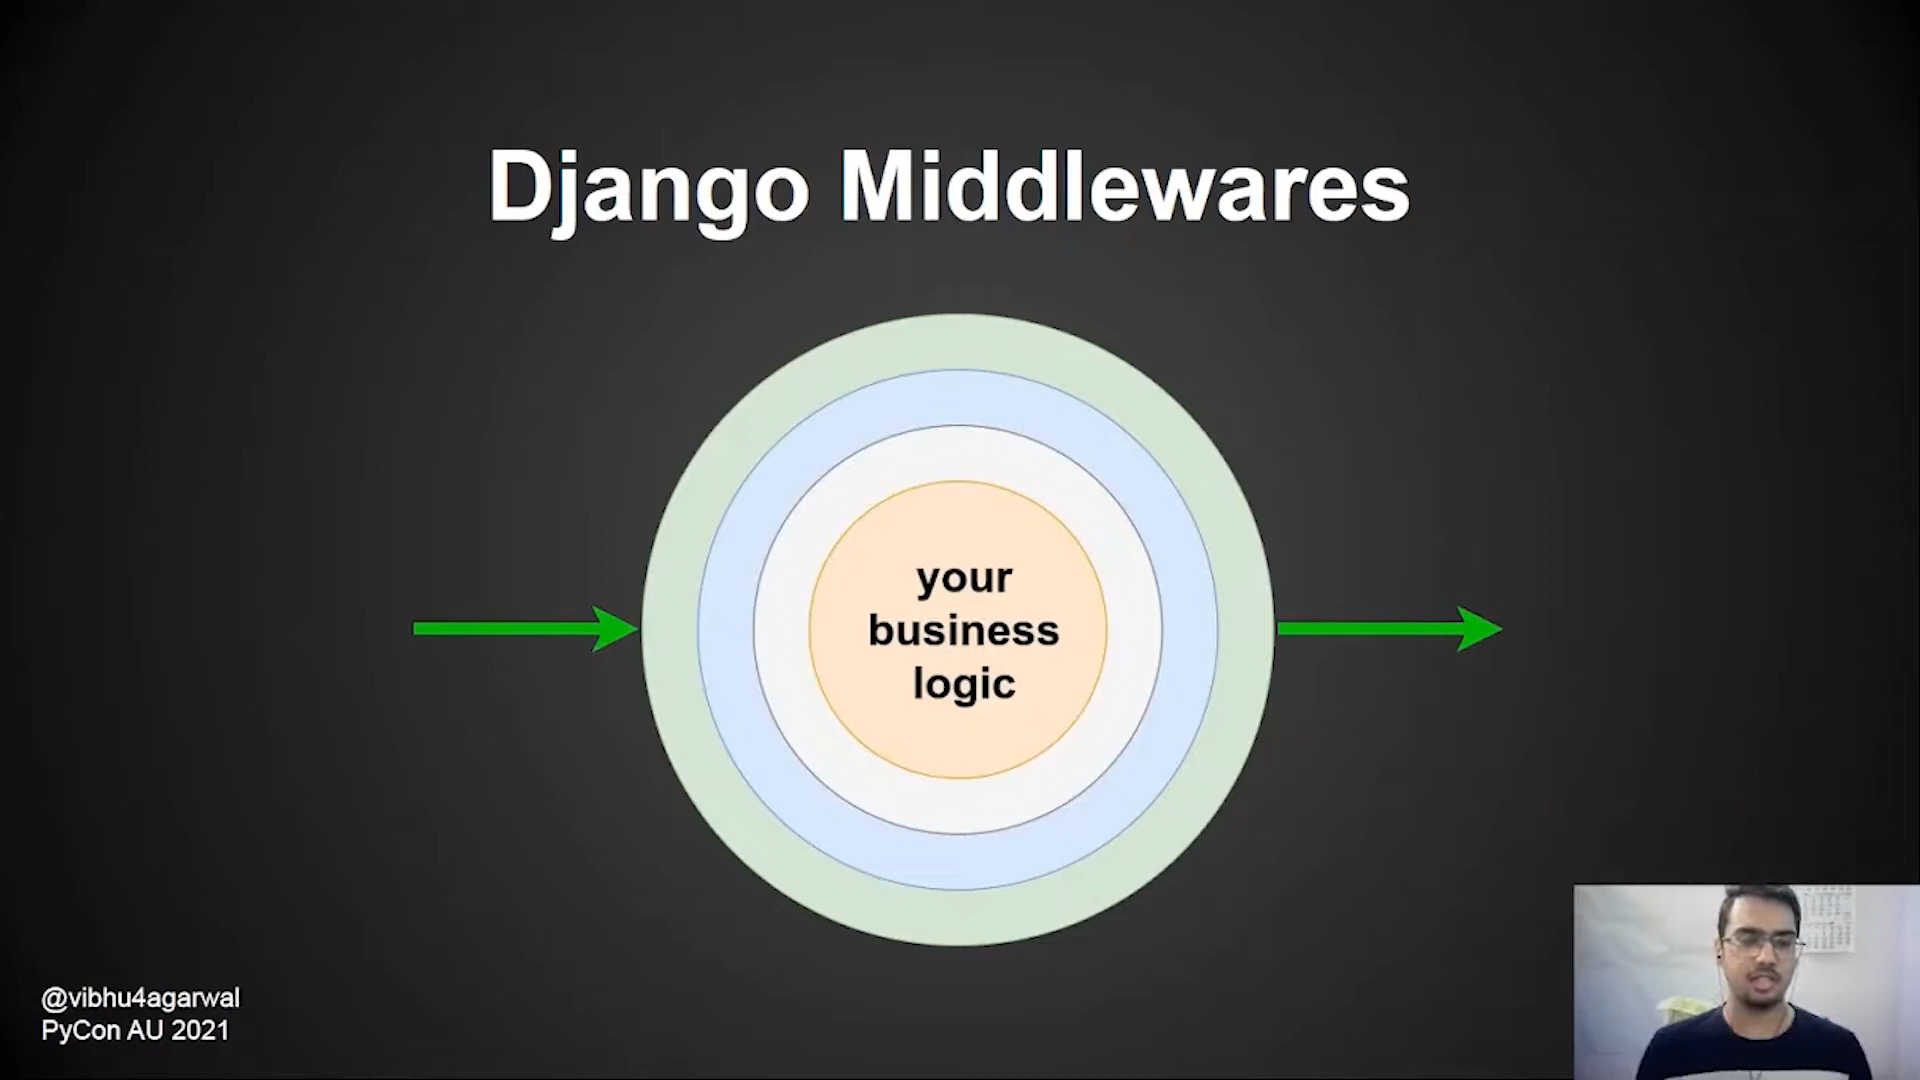 Django Middlewares
your
business
logic
@vibhu4agarwal
PyCon AU 2021